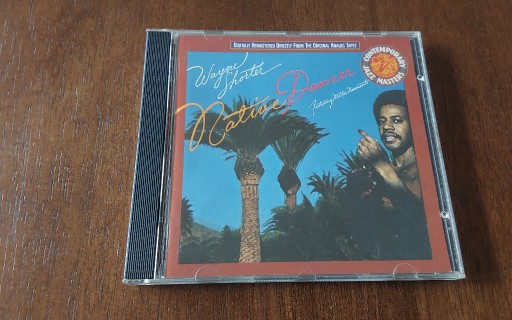 DIGITALLY REMASTERED DIRECTLY FROM THE ORIGINAL ANALOG TAPES
CONTEMPORARY
JAZZ MASTERS
Wayne
Shorter
Native Dancer
Featuring Milton Nascimento